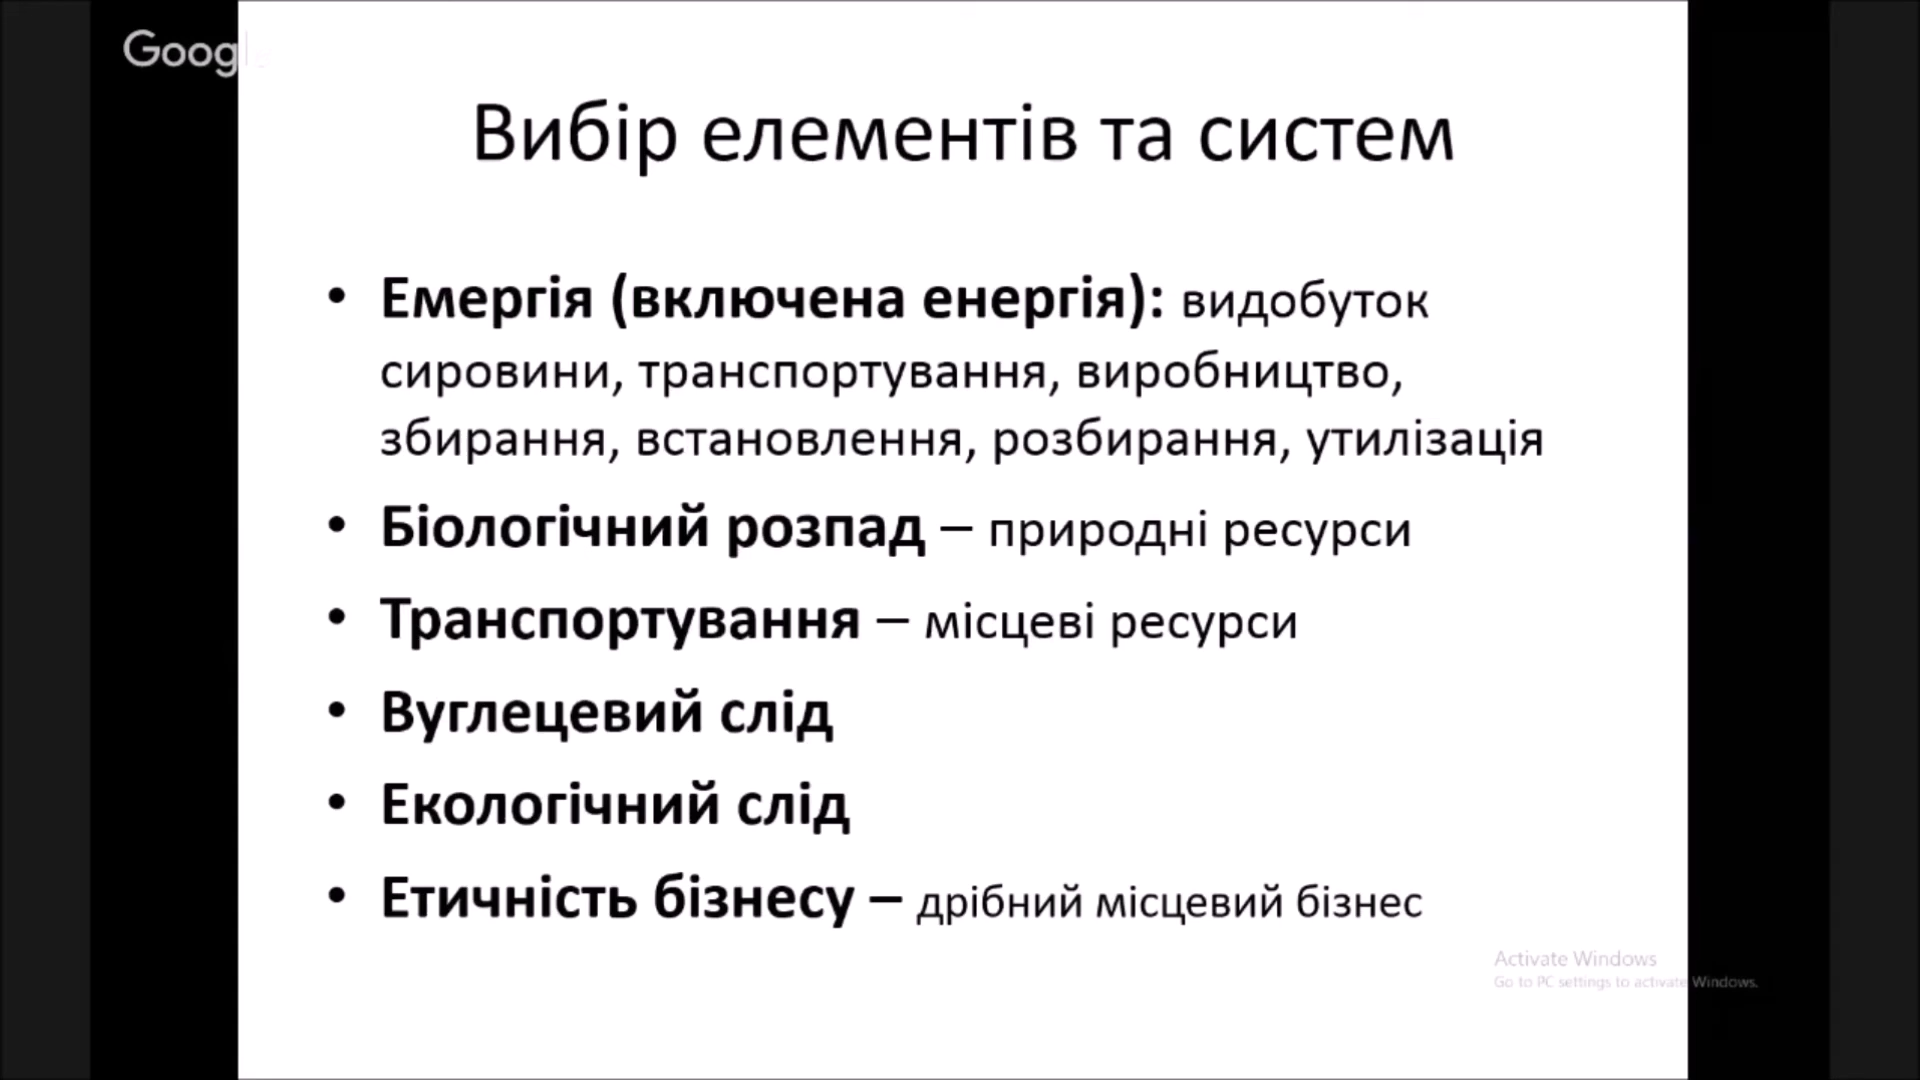 Google
Вибір елементів та систем
• Емергія (включена енергія): видобуток
сировини, транспортування, виробництво,
збирання, встановлення, розбирання, утилізація
• Біологічний розпад – природні ресурси
• Транспортування – місцеві ресурси
• Вуглецевий слід
• Екологічний слід
• Етичність бізнесу – дрібний місцевий бізнес
Activate Windows
Go to PC settings to activate Windows.